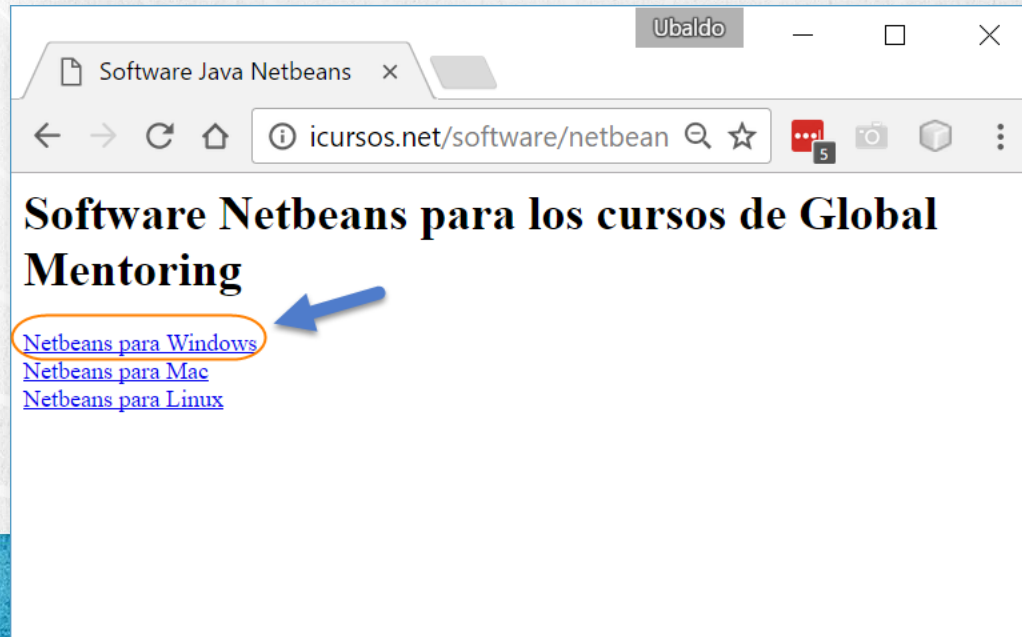 Ubaldo
Software Java Netbeans
icursos.net/software/netbean
5
Software Netbeans para los cursos de Global
Mentoring
Netbeans para Windows
Netbeans para Mac
Netbeans para Linux